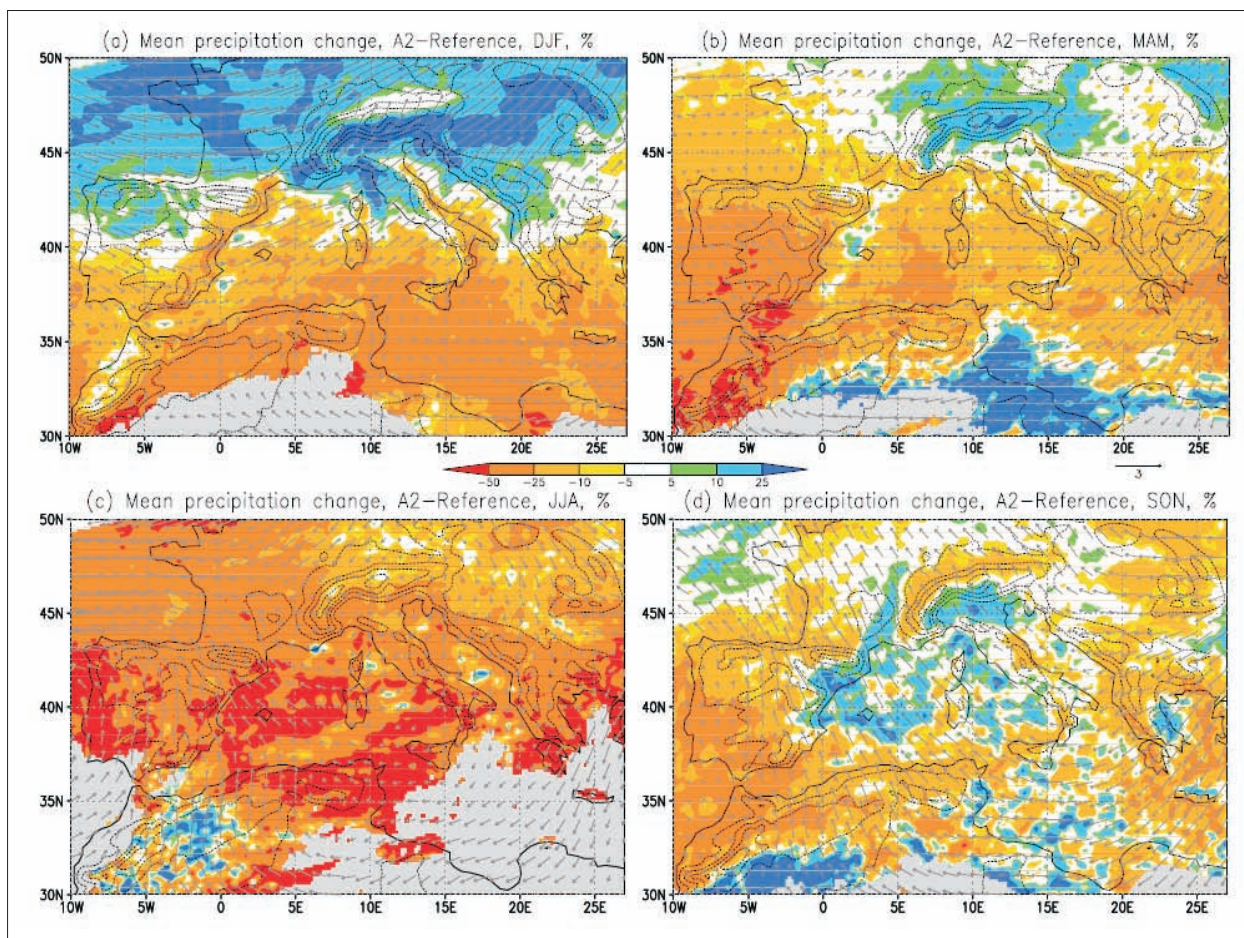 (a) Mean precipitation change, A2-Reference, DJF, %
(b) Mean precipitation change, A2-Reference, MAM, %
50N
45N
40N
35N
30N
10W 5W 0 5E 10E 15E 20E 25E
50N
45N
40N
35N
30N
10W 5W 0 5E 10E 15E 20E 25E
-50 -25 -10 -5 5 10 25
3
(c) Mean precipitation change, A2-Reference, JJA, %
(d) Mean precipitation change, A2-Reference, SON, %
50N
45N
40N
35N
30N
10W 5W 0 5E 10E 15E 20E 25E
50N
45N
40N
35N
30N
10W 5W 0 5E 10E 15E 20E 25E